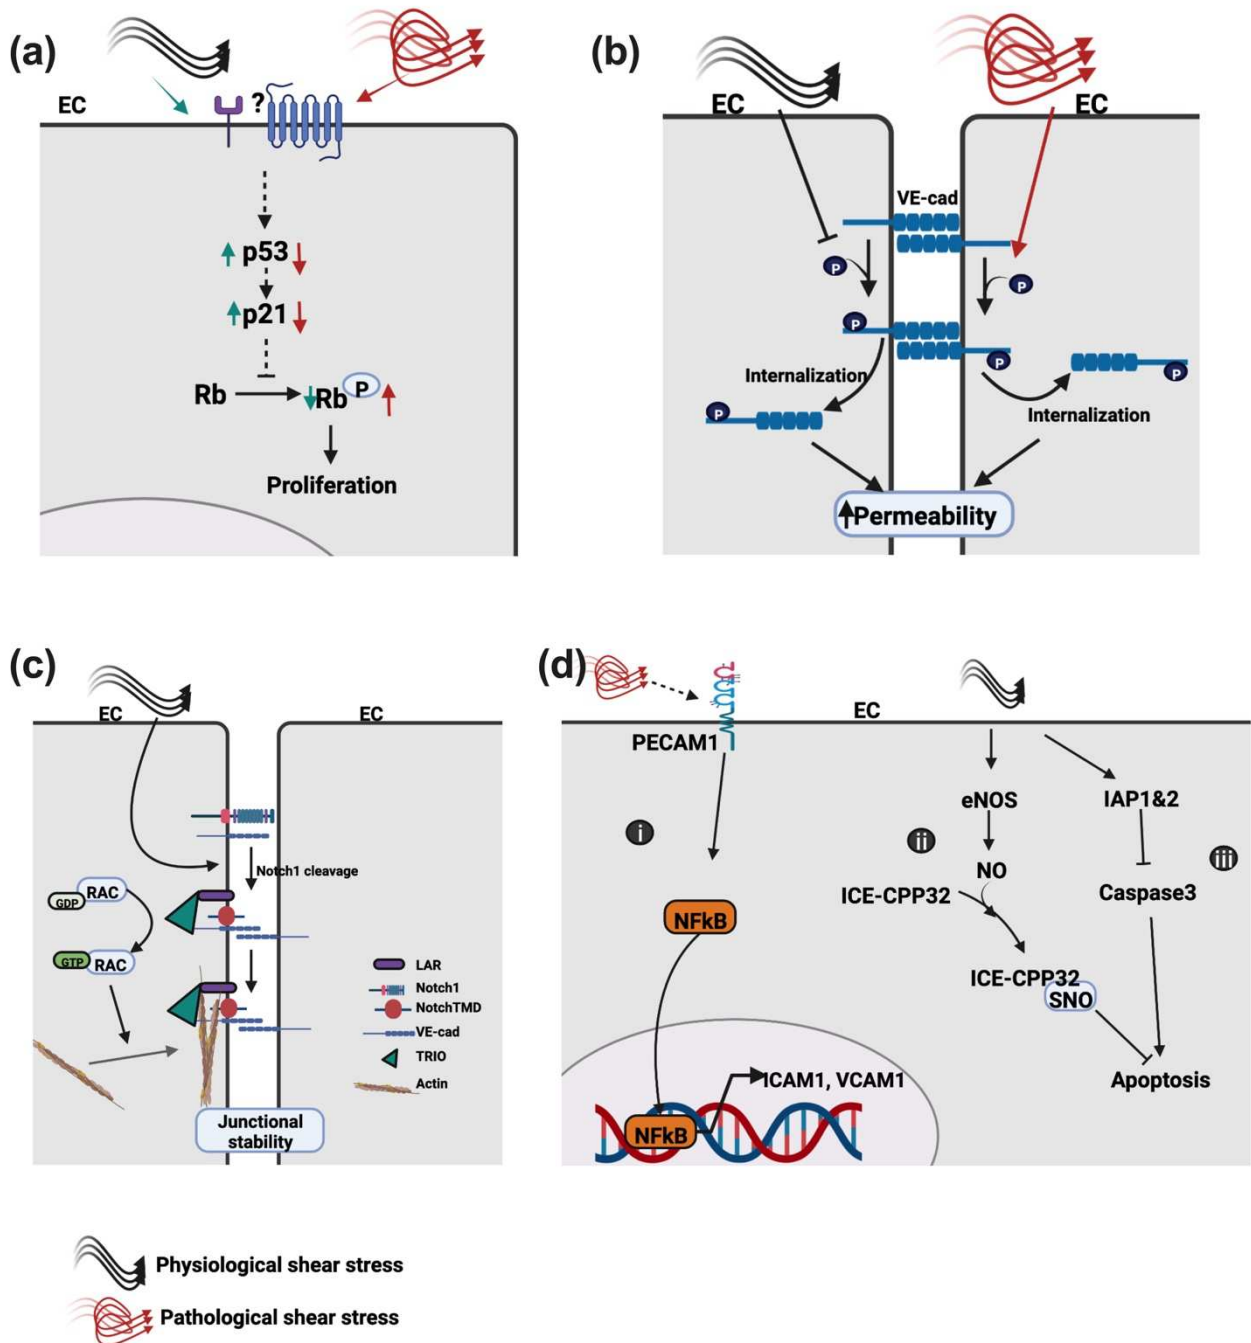 (a)
EC
?
p53
p21
Rb
Rb
P
Proliferation
(b)
EC
EC
VE-cad
P
P
P
P
Internalization
P
P
Internalization
Permeability
(c)
EC
EC
Notch1 cleavage
GDP
RAC
GTP
RAC
LAR
Notch1
NotchTMD
VE-cad
TRIO
Actin
Junctional
stability
(d)
EC
PECAM1
i
NFkB
NFkB
ICAM1, VCAM1
eNOS
ii
NO
ICE-CPP32
ICE-CPP32
SNO
IAP1&2
iii
Caspase3
Apoptosis
Physiological shear stress
Pathological shear stress